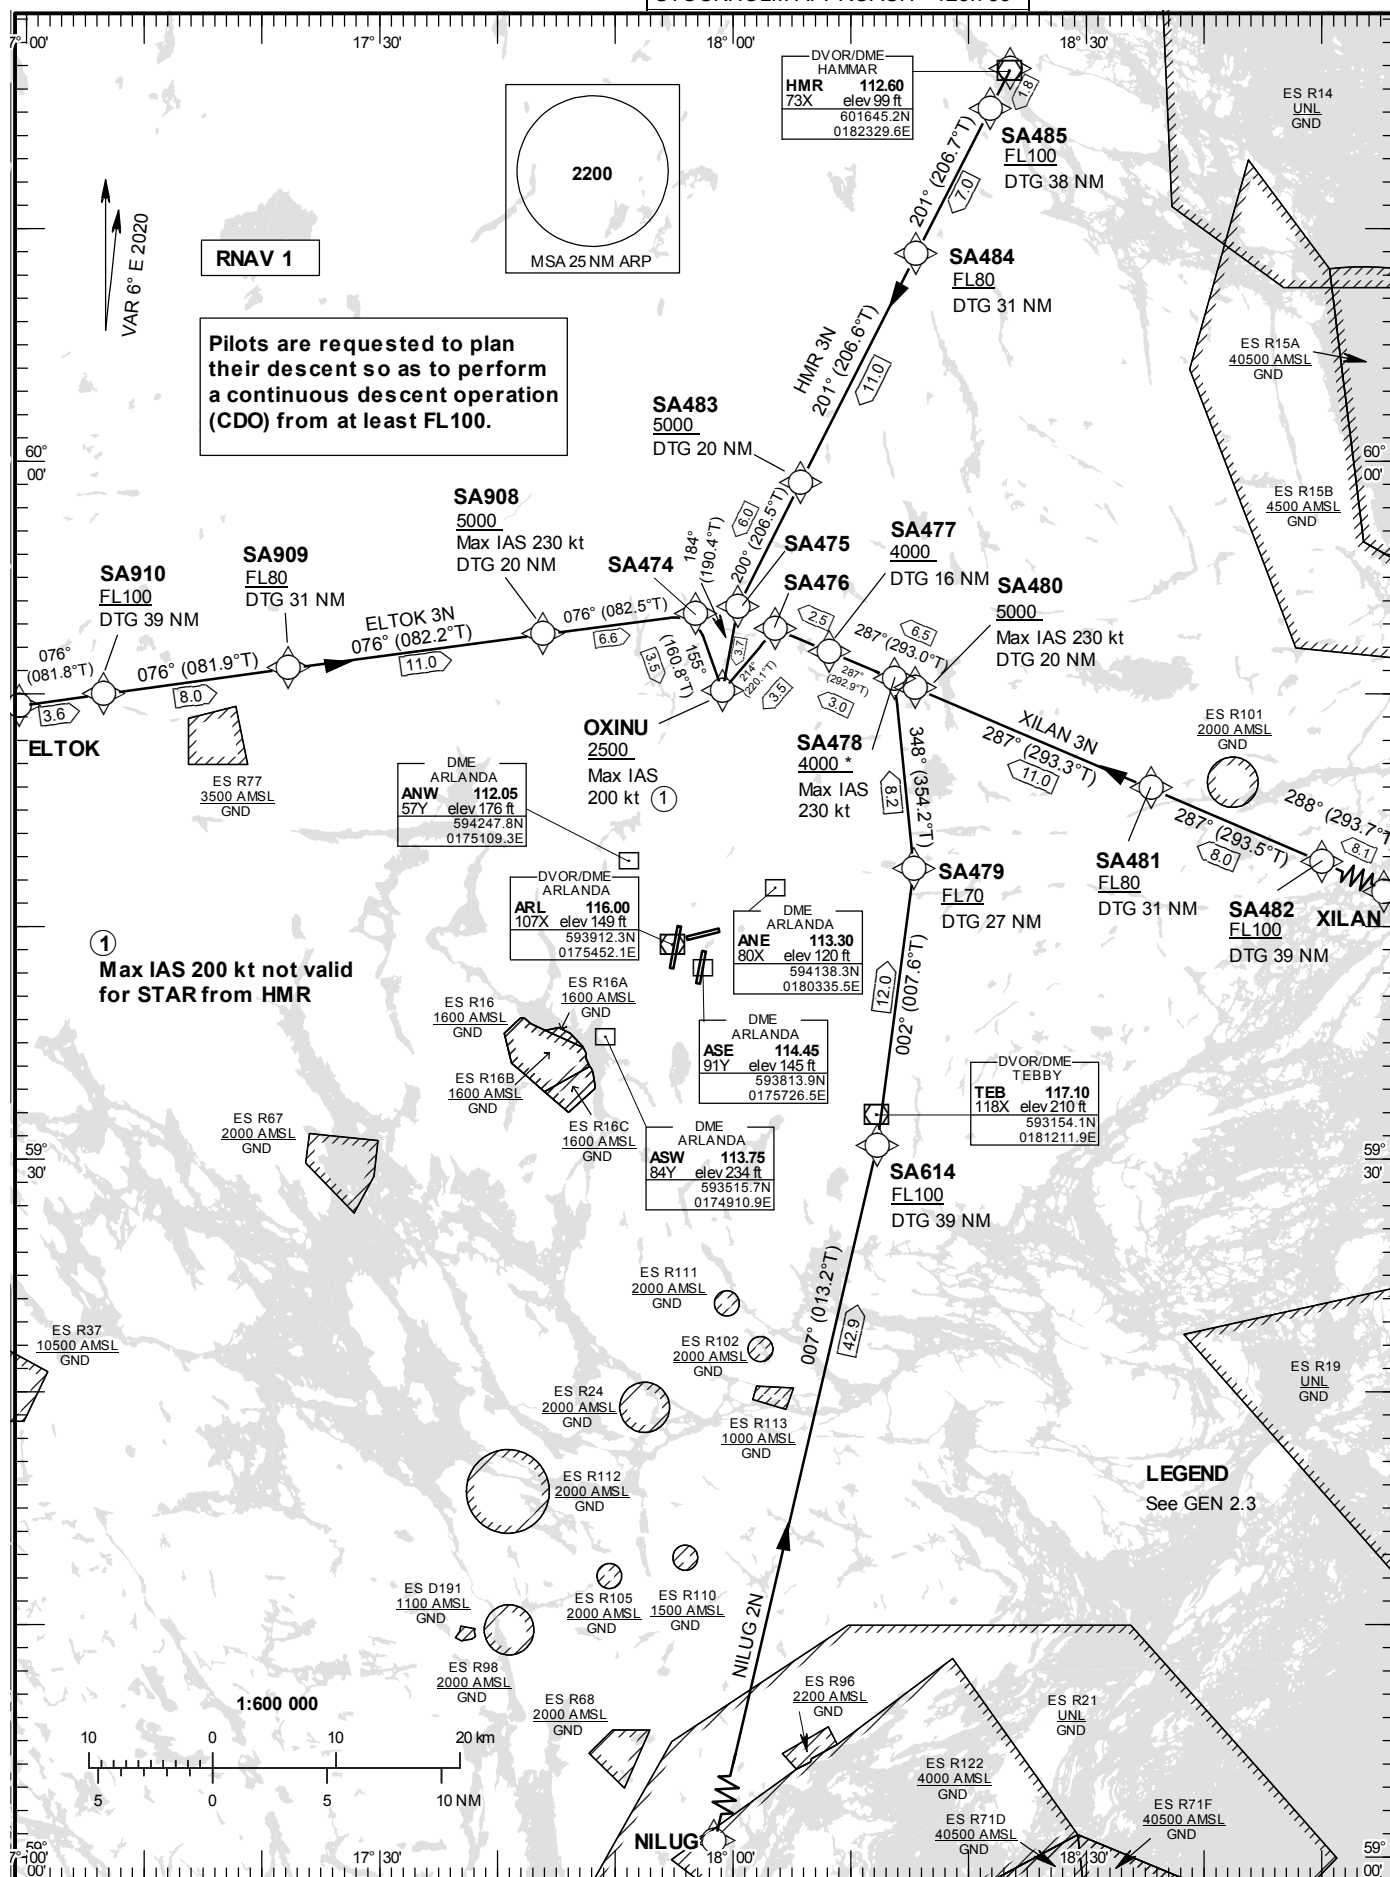 7°00'
17°30'
18°00'
18°30'
DVOR/DME
HAMMAR
HMR 112.60
73X elev 99 ft
601645.2N
0182329.6E
1.8
ES R14
UNL
GND
SA485
FL100
DTG 38 NM
2200
MSA 25 NM ARP
201° (206.7°T)
7.0
VAR 6° E 2020
RNAV 1
SA484
FL80
DTG 31 NM
Pilots are requested to plan
their descent so as to perform
a continuous descent operation
(CDO) from at least FL100.
HMR 3N
201° (206.6°T)
11.0
ES R15A
40500 AMSL
GND
SA483
5000
DTG 20 NM
60°
00'
60°
00'
ES R15B
4500 AMSL
GND
SA908
5000
Max IAS 230 kt
DTG 20 NM
6.0
200° (206.5°T)
184°
(190.4°T)
SA475
SA477
4000
DTG 16 NM
SA909
FL80
DTG 31 NM
SA910
FL100
DTG 39 NM
SA474
SA476
SA480
5000
Max IAS 230 kt
DTG 20 NM
ELTOK 3N
076° (082.2°T)
11.0
076° (082.5°T)
6.6
2.5
6.5
287° (293.0°T)
076°
(081.8°T)
076° (081.9°T)
3.6
8.0
3.5
155°
(160.8°T)
3.7
214°
(220.1°T)
3.5
287°
(292.9°T)
3.0
ELTOK
OXINU
2500
Max IAS
200 kt ①
SA478
4000 *
Max IAS
230 kt
348° (354.2°T)
8.2
XILAN 3N
287° (293.3°T)
11.0
ES R101
2000 AMSL
GND
ES R77
3500 AMSL
GND
DME
ARLANDA
ANW 112.05
57Y elev 176 ft
594247.8N
0175109.3E
288° (293.7°T
8.1
287° (293.5°T)
8.0
SA481
FL80
DTG 31 NM
SA479
FL70
DTG 27 NM
SA482
FL100
DTG 39 NM
XILAN
DVOR/DME
ARLANDA
ARL 116.00
107X elev 149 ft
593912.3N
0175452.1E
DME
ARLANDA
ANE 113.30
80X elev 120 ft
594138.3N
0180335.5E
①
Max IAS 200 kt not valid
for STAR from HMR
002° (007.6°T)
12.0
ES R16A
1600 AMSL
GND
ES R16
1600 AMSL
GND
ES R16B
1600 AMSL
GND
ES R16C
1600 AMSL
GND
DME
ARLANDA
ASE 114.45
91Y elev 145 ft
593813.9N
0175726.5E
DVOR/DME
TEBBY
TEB 117.10
118X elev 210 ft
593154.1N
0181211.9E
ES R67
2000 AMSL
GND
DME
ARLANDA
ASW 113.75
84Y elev 234 ft
593515.7N
0174910.9E
59°
30'
59°
30'
SA614
FL100
DTG 39 NM
007° (013.2°T)
42.9
ES R111
2000 AMSL
GND
ES R102
2000 AMSL
GND
ES R37
10500 AMSL
GND
ES R24
2000 AMSL
GND
ES R113
1000 AMSL
GND
ES R19
UNL
GND
ES R112
2000 AMSL
GND
LEGEND
See GEN 2.3
ES D191
1100 AMSL
GND
ES R105
2000 AMSL
GND
ES R110
1500 AMSL
GND
NILUG 2N
ES R98
2000 AMSL
GND
ES R68
2000 AMSL
GND
ES R96
2200 AMSL
GND
ES R21
UNL
GND
1:600 000
10 0 10 20 km
5 0 5 10 NM
ES R122
4000 AMSL
GND
ES R71D
40500 AMSL
GND
ES R71F
40500 AMSL
GND
NILUG
59°
00'
59°
00'
7°00'
17°30'
18°00'
18°30'